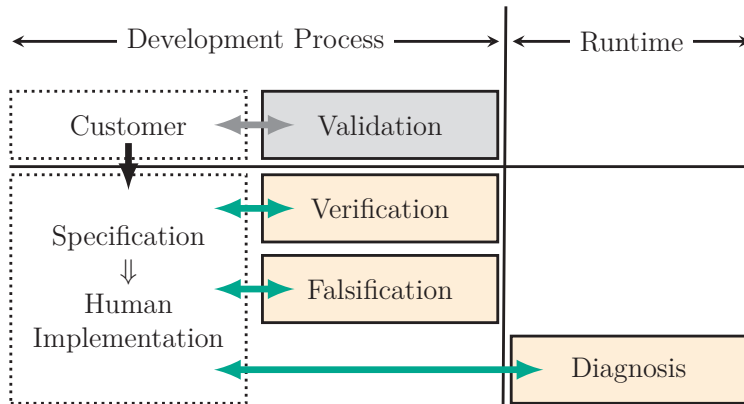 Development Process
Runtime
Customer
Validation
Verification
Specification
⇓
Falsification
Human
Implementation
Diagnosis